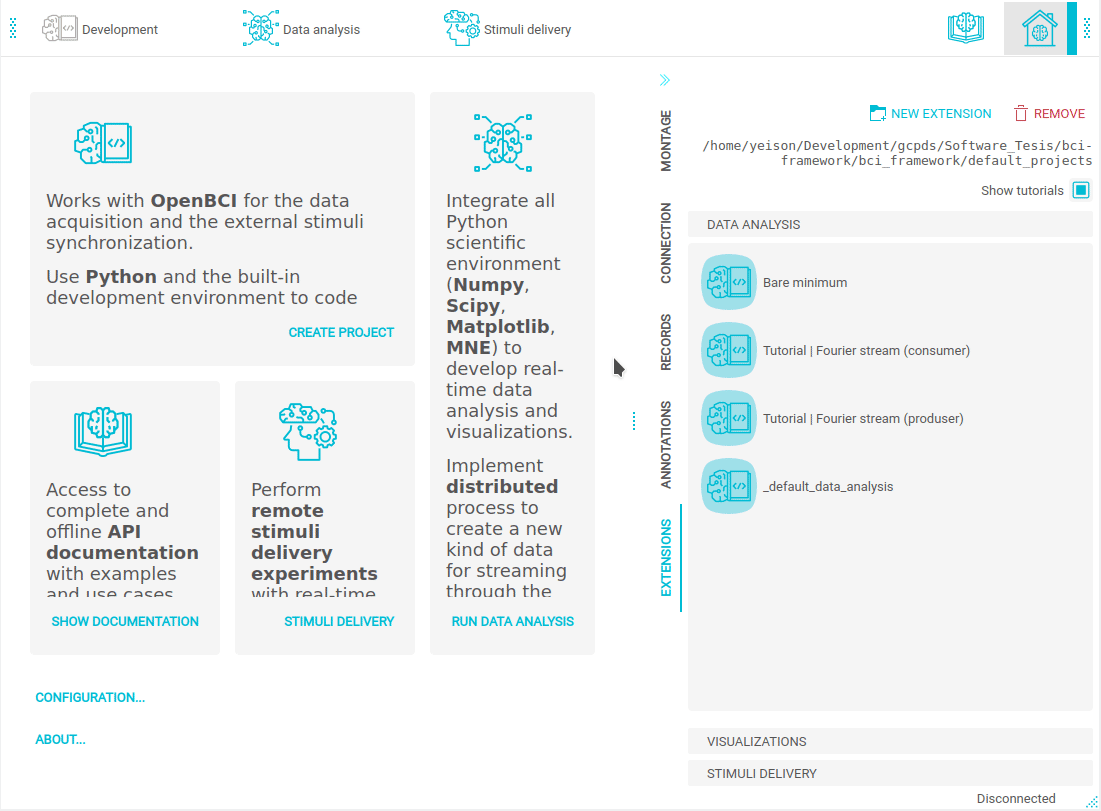 Development
Data analysis
Stimuli delivery
Works with OpenBCI for the data
acquisition and the external stimuli
synchronization.
Use Python and the built-in
development environment to code
CREATE PROJECT
Integrate all
Python
scientific
environment
(Numpy,
Scipy,
Matplotlib,
MNE) to
develop real-
time data
analysis and
visualizations.
Implement
distributed
process to
create a new
kind of data
for streaming
through the
RUN DATA ANALYSIS
Access to
complete and
offline API
documentation
with examples
and use cases
SHOW DOCUMENTATION
Perform
remote
stimuli
delivery
experiments
with real-time
STIMULI DELIVERY
CONFIGURATION...
ABOUT...
MONTAGE
CONNECTION
RECORDS
ANNOTATIONS
EXTENSIONS
NEW EXTENSION
REMOVE
/home/yeison/Development/gcpds/Software_Tesis/bci-
framework/bci_framework/default_projects
Show tutorials
DATA ANALYSIS
Bare minimum
Tutorial | Fourier stream (consumer)
Tutorial | Fourier stream (produser)
_default_data_analysis
VISUALIZATIONS
STIMULI DELIVERY
Disconnected